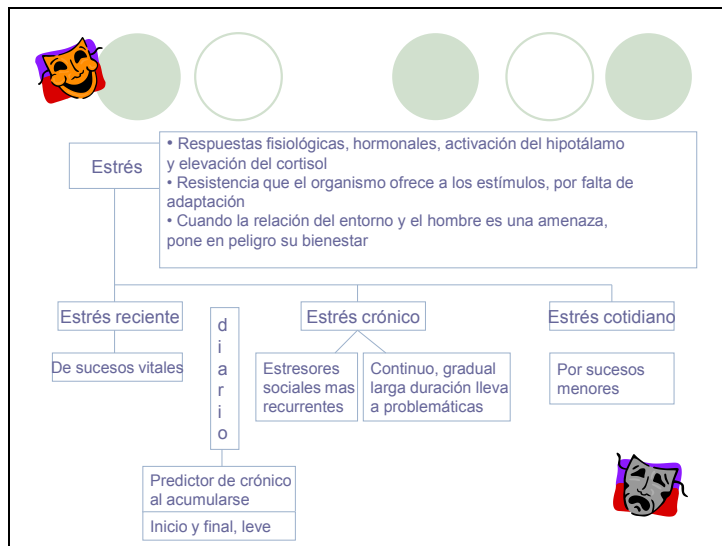 Estrés
• Respuestas fisiológicas, hormonales, activación del hipotálamo
y elevación del cortisol
• Resistencia que el organismo ofrece a los estímulos, por falta de
adaptación
• Cuando la relación del entorno y el hombre es una amenaza,
pone en peligro su bienestar
Estrés reciente
De sucesos vitales
d
i
a
r
i
o
Predictor de crónico
al acumularse
Inicio y final, leve
Estrés crónico
Estresores
sociales mas
recurrentes
Continuo, gradual
larga duración lleva
a problemáticas
Estrés cotidiano
Por sucesos
menores